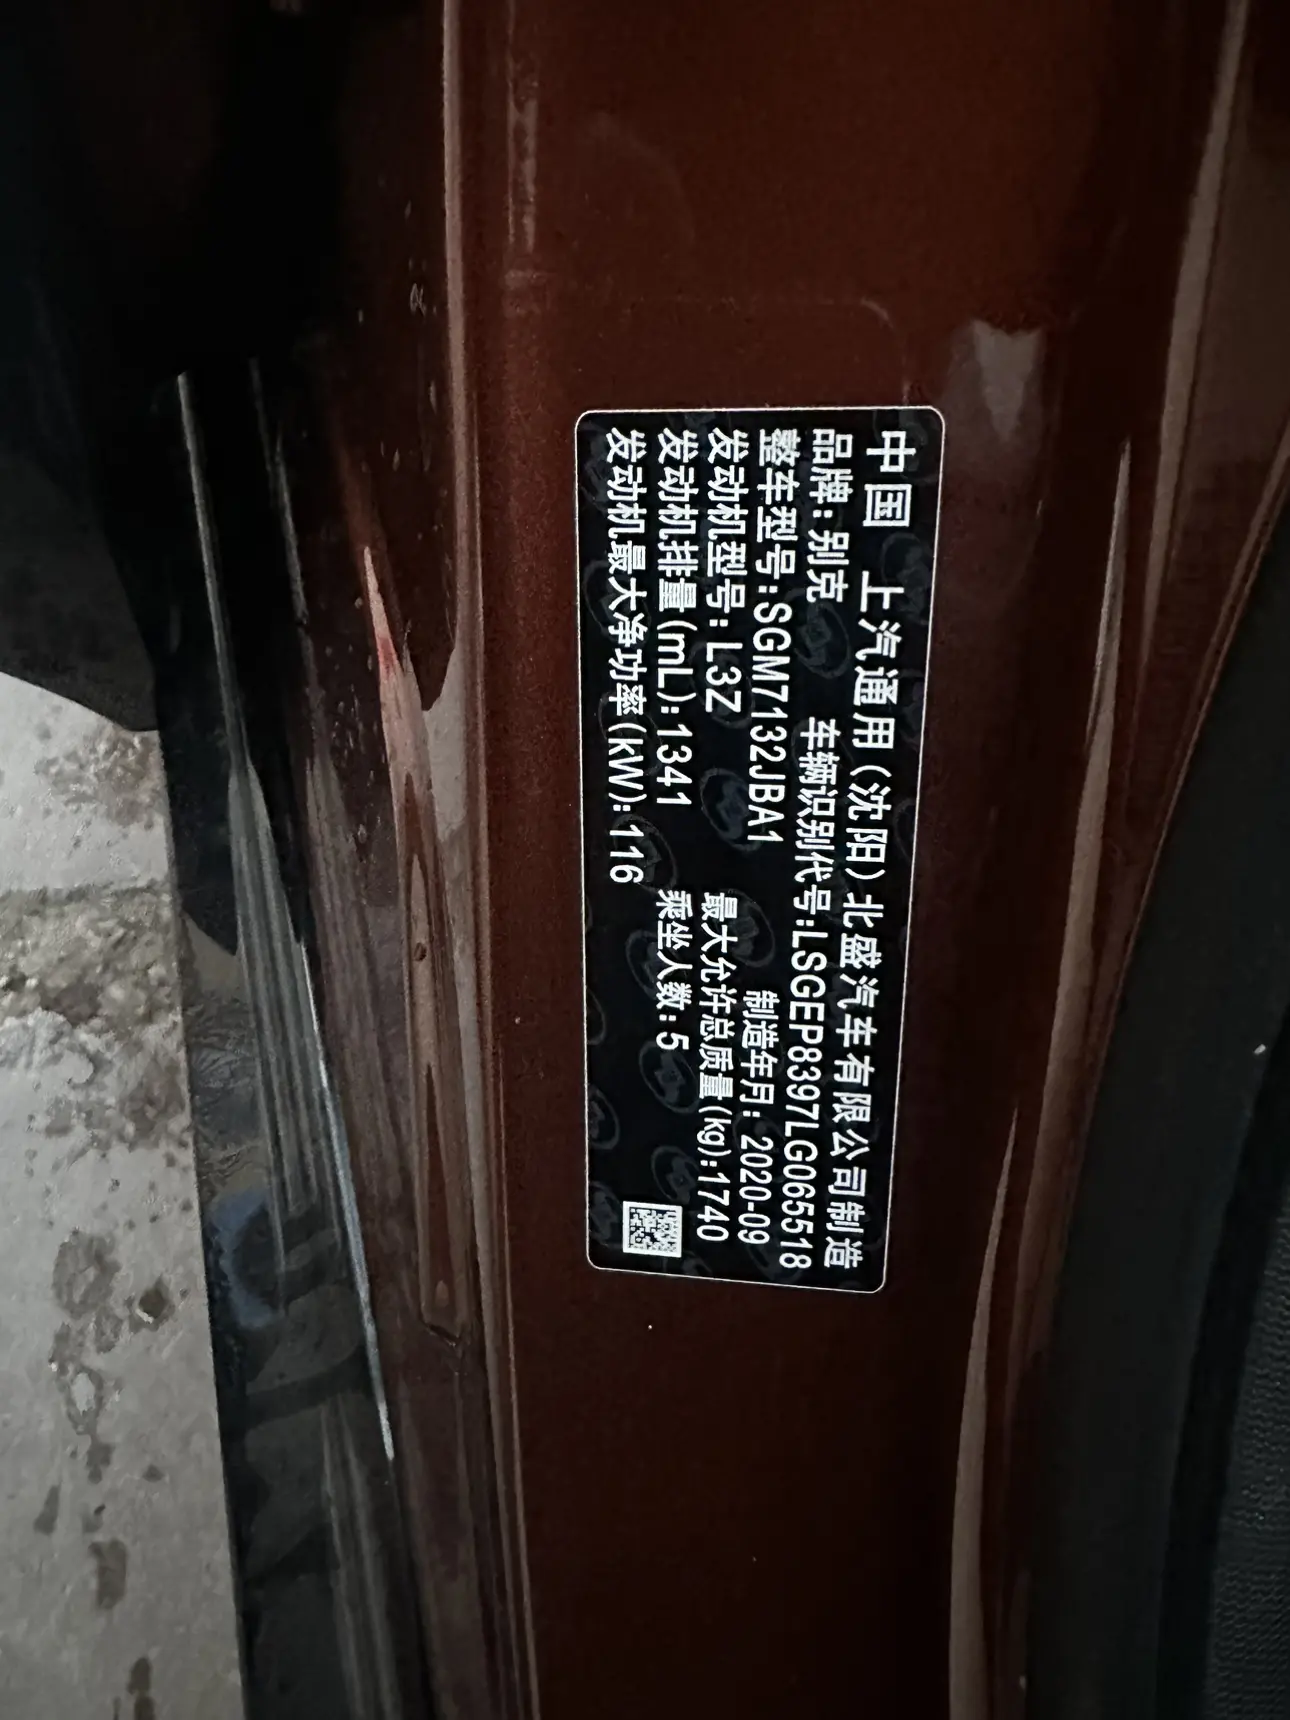 中国 上汽通用(沈阳)北盛汽车有限公司制造
品牌:别克 车辆识别代号:LSGEP8397LG065518
整车型号:SGM7132JBA1 制造年月:2020-09
发动机型号:L3Z 最大允许总质量(kg):1740
发动机排量(mL):1341 乘坐人数:5
发动机最大净功率(kW):116